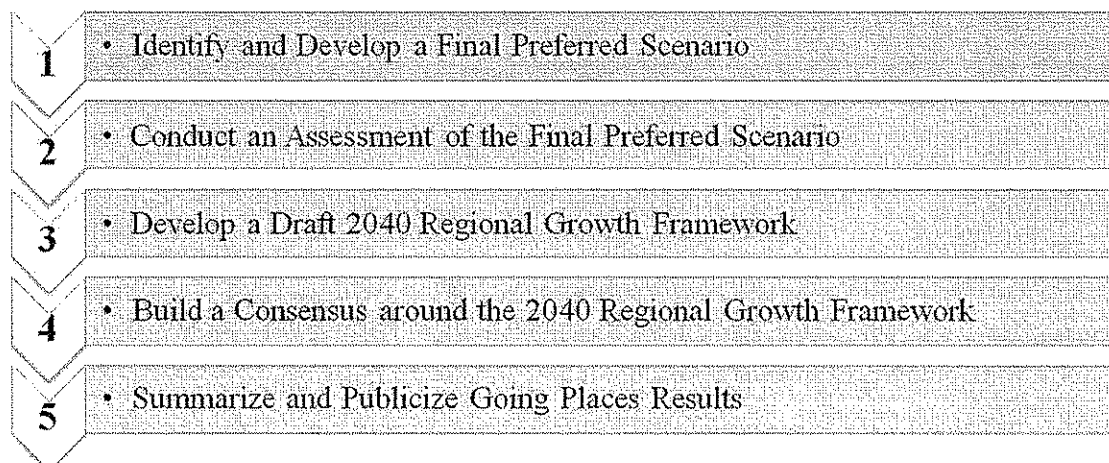 1 • Identify and Develop a Final Preferred Scenario
2 • Conduct an Assessment of the Final Preferred Scenario
3 • Develop a Draft 2040 Regional Growth Framework
4 • Build a Consensus around the 2040 Regional Growth Framework
5 • Summarize and Publicize Going Places Results